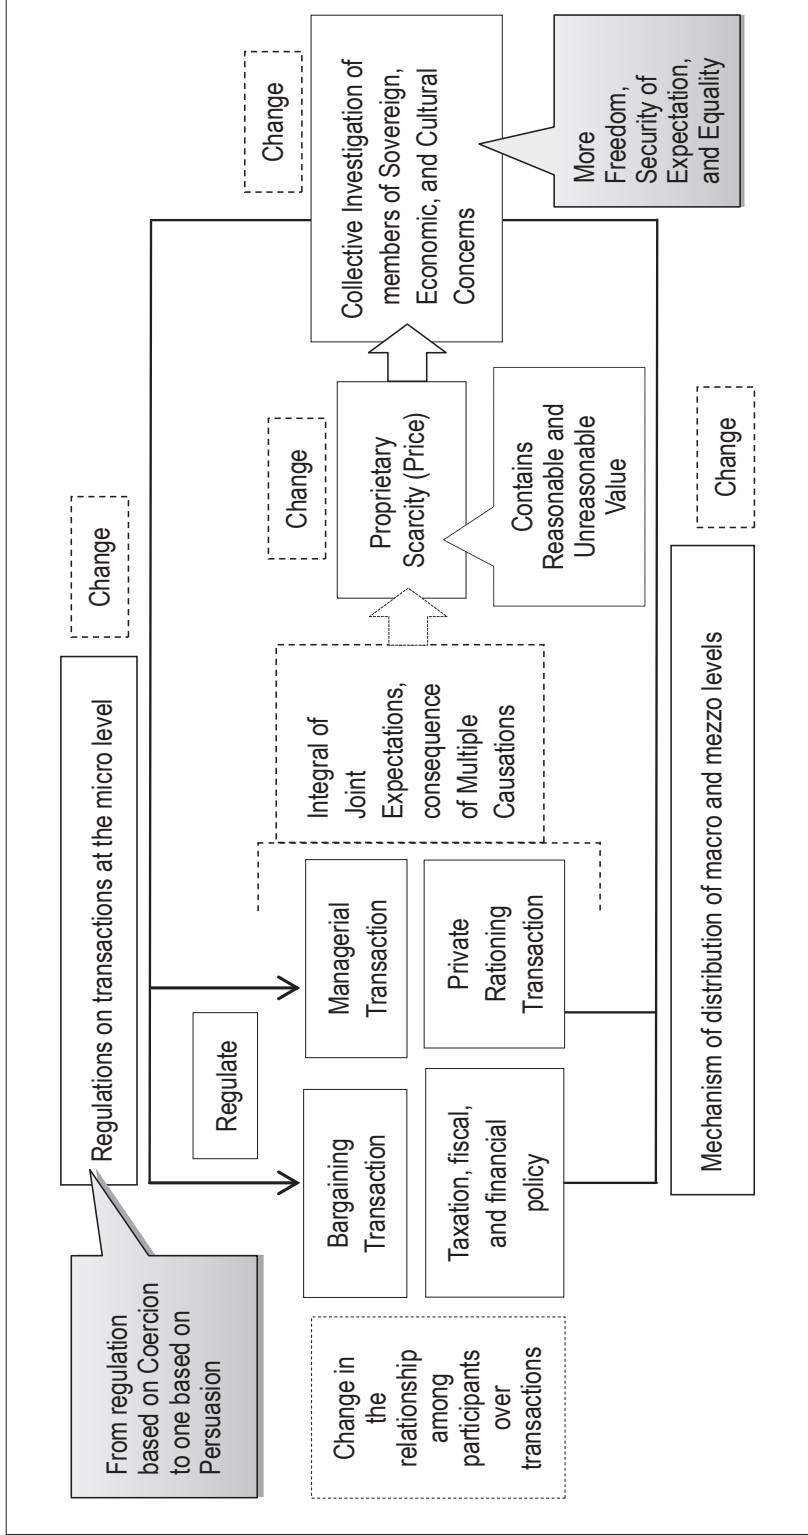 From regulation
based on Coercion
to one based on
Persuasion
Regulations on transactions at the micro level
Change
Change
Regulate
Change in
the
relationship
among
participants
over
transactions
Bargaining
Transaction
Managerial
Transaction
Taxation, fiscal,
and financial
policy
Private
Rationing
Transaction
Integral of
Joint
Expectations,
consequence
of Multiple
Causations
Change
Proprietary
Scarcity (Price)
Contains
Reasonable and
Unreasonable
Value
Collective Investigation of
members of Sovereign,
Economic, and Cultural
Concerns
More
Freedom,
Security of
Expectation,
and Equality
Mechanism of distribution of macro and mezzo levels
Change